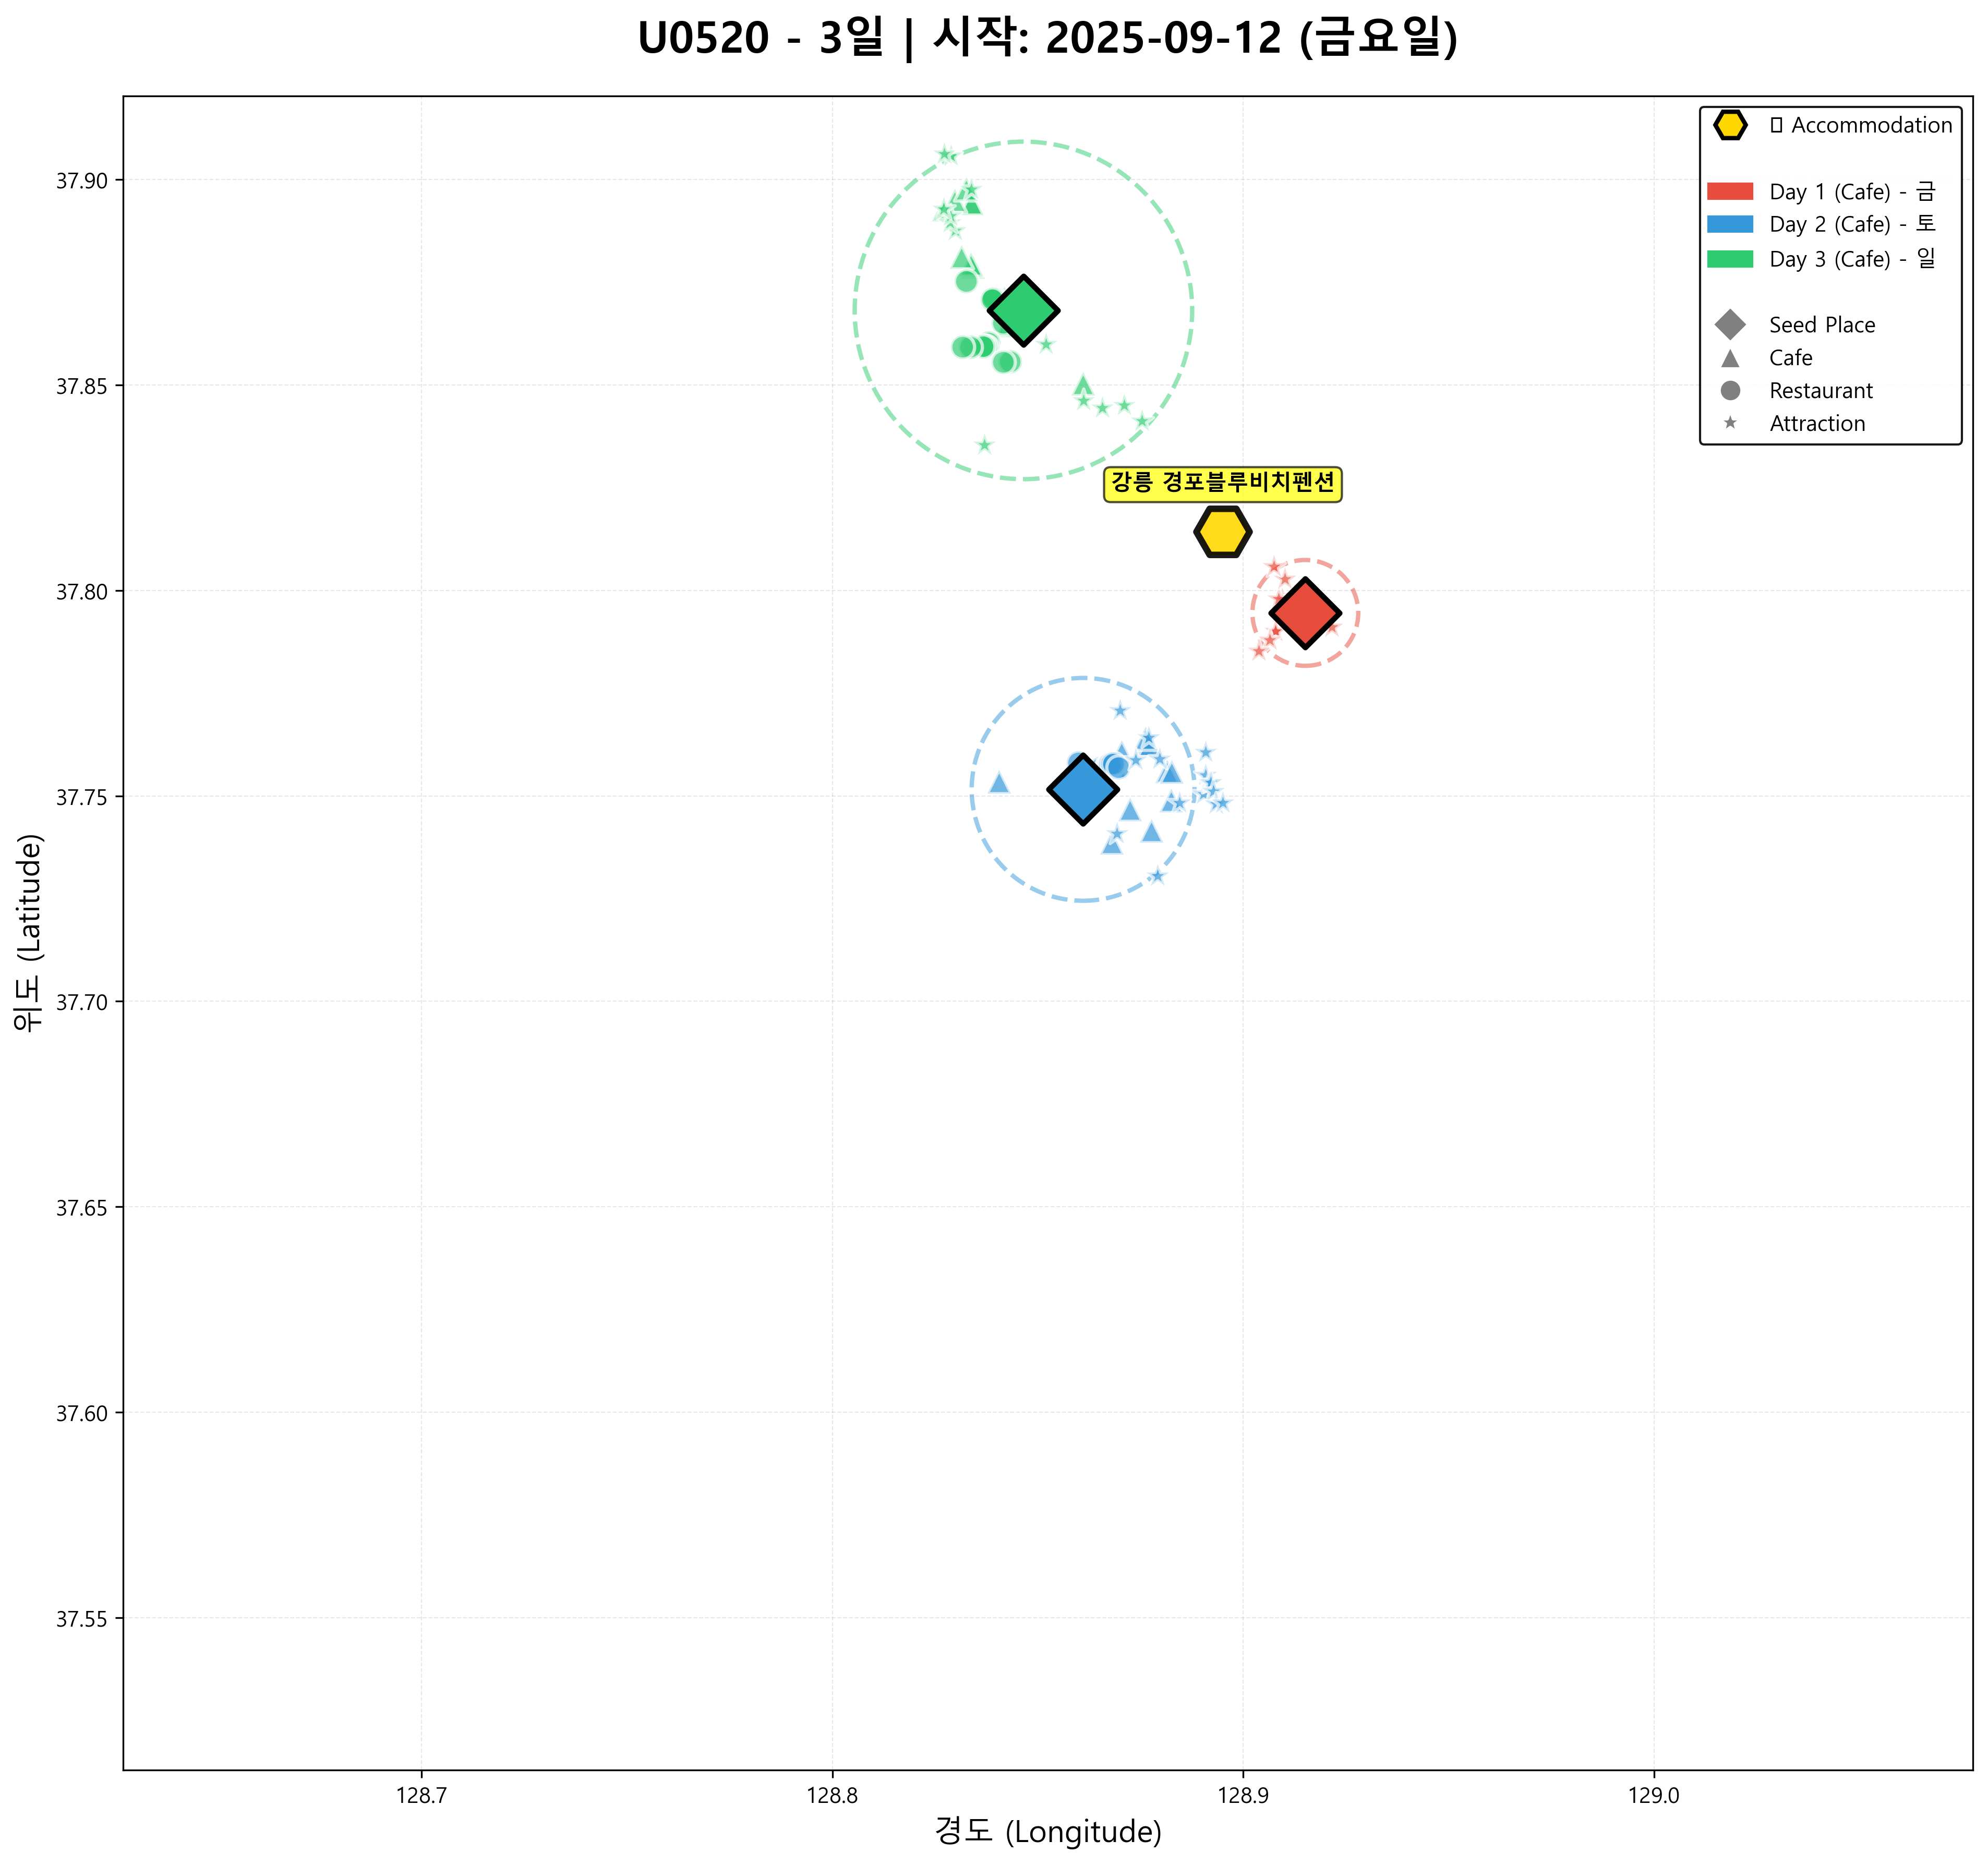 U0520 - 3일 | 시작: 2025-09-12 (금요일)
Accommodation
Day 1 (Cafe) - 금
Day 2 (Cafe) - 토
Day 3 (Cafe) - 일
Seed Place
Cafe
Restaurant
Attraction
강릉 경포블루비치펜션
위도 (Latitude)
37.90
37.85
37.80
37.75
37.70
37.65
37.60
37.55
128.7
128.8
128.9
129.0
경도 (Longitude)